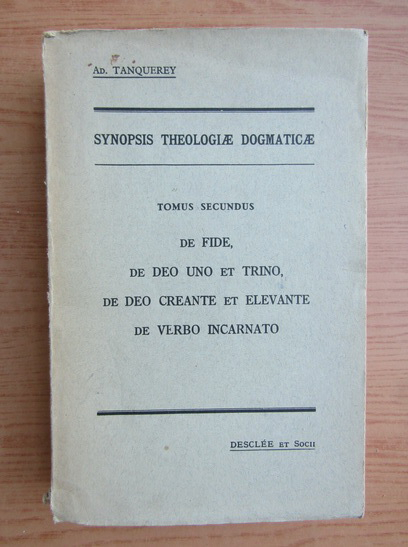 AD. TANQUEREY
SYNOPSIS THEOLOGIÆ DOGMATICÆ
TOMUS SECUNDUS
DE FIDE,
DE DEO UNO ET TRINO,
DE DEO CREANTE ET ELEVANTE
DE VERBO INCARNATO
DESCLÉE ET SOCII